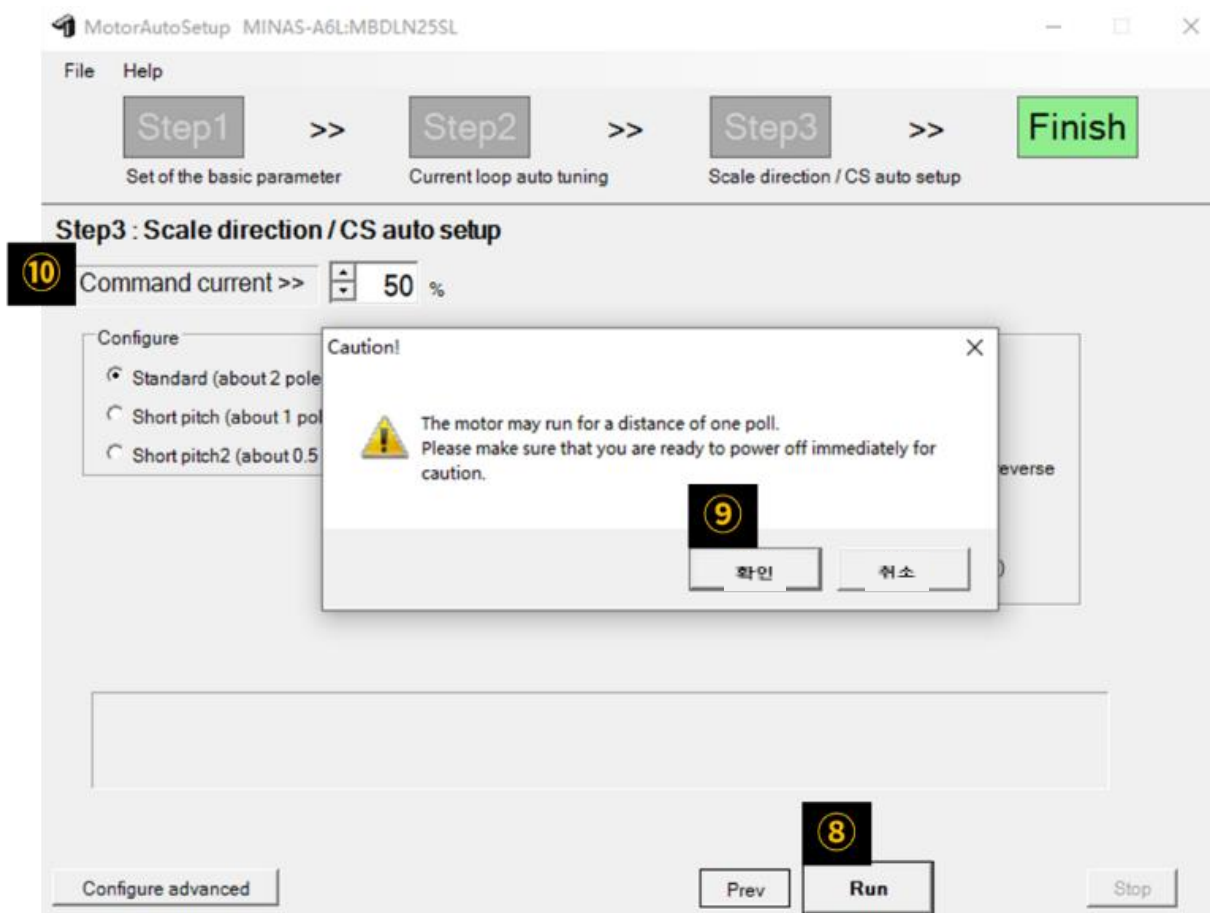 MotorAutoSetup MINAS-A6L:MBDLN25SL
File Help
Step1 >> Step2 >> Step3 >> Finish
Set of the basic parameter Current loop auto tuning Scale direction / CS auto setup
Step3 : Scale direction / CS auto setup
⑩ Command current >> 50 %
Configure
Standard (about 2 pole
Short pitch (about 1 pol
Short pitch2 (about 0.5
Caution!
The motor may run for a distance of one poll.
Please make sure that you are ready to power off immediately for
caution.
⑨
확인 취소
everse
)
⑧
Configure advanced Prev Run Stop